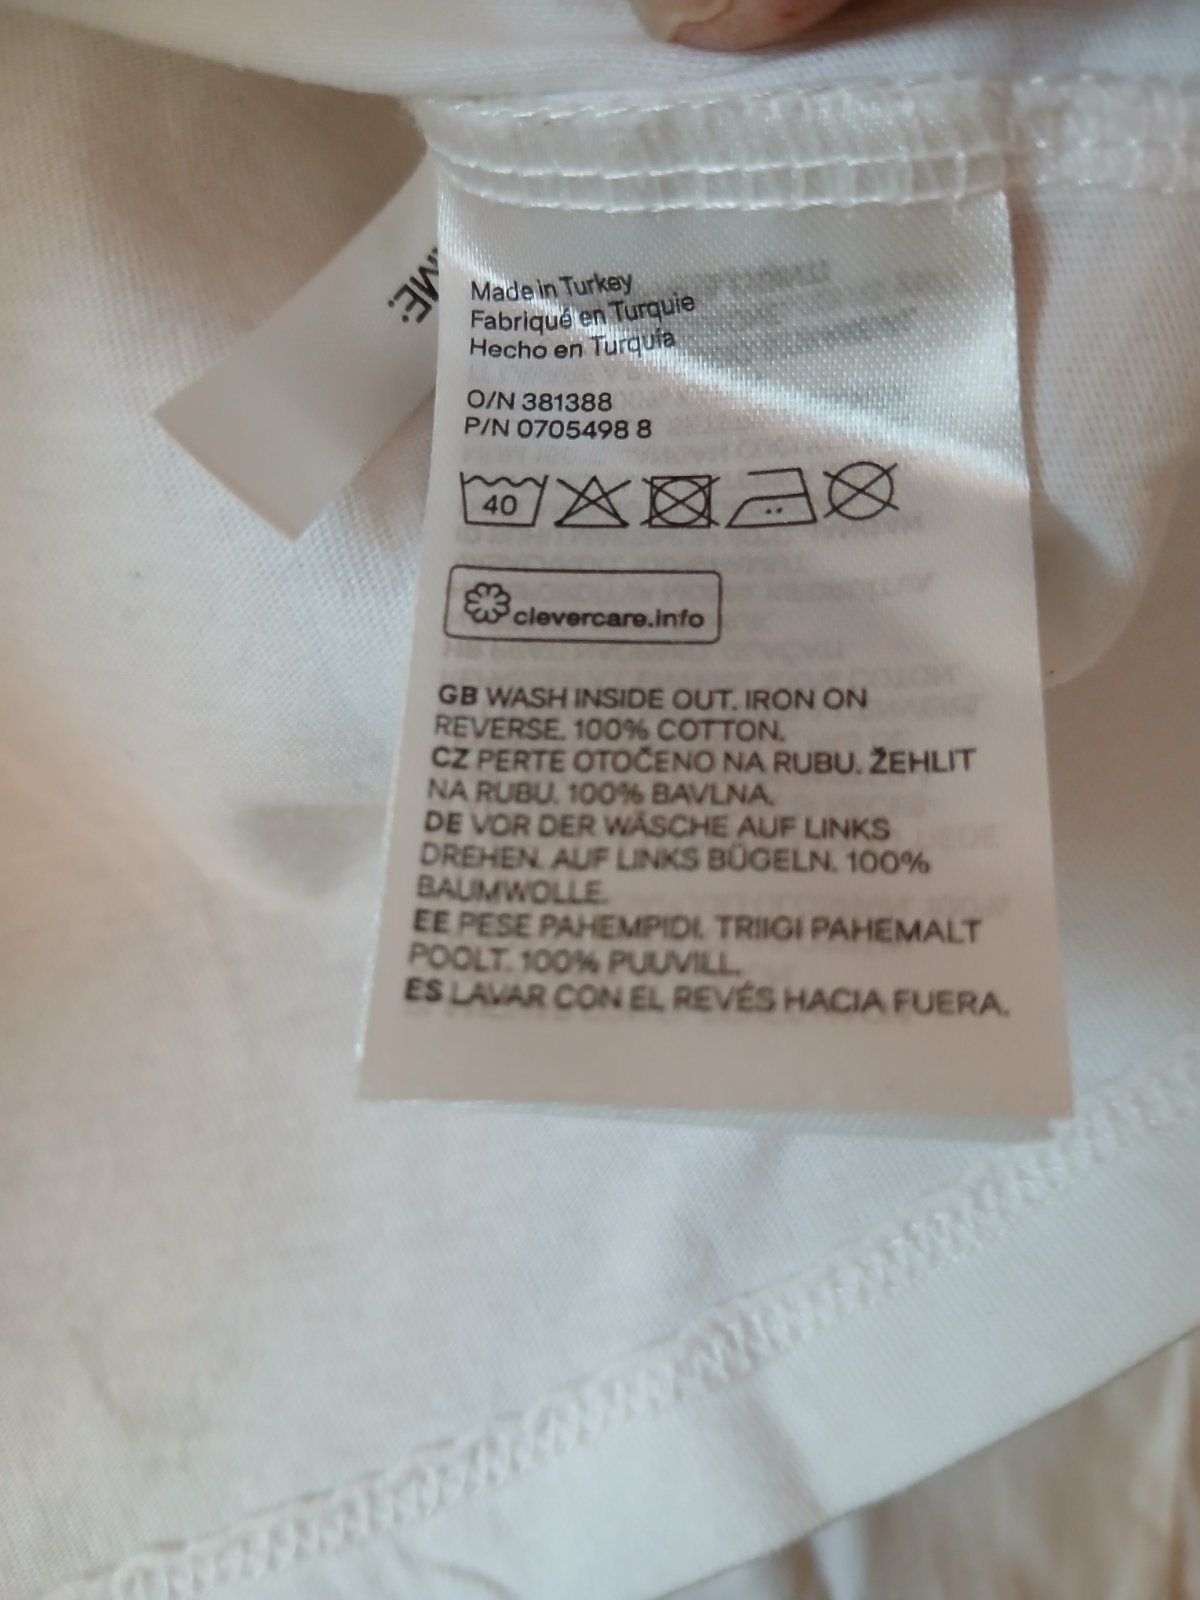 ME:
Made in Turkey
Fabriqué en Turquie
Hecho en Turquía
O/N 381388
P/N 0705498 8
40
clevercare.info
GB WASH INSIDE OUT. IRON ON
REVERSE. 100% COTTON.
CZ PERTE OTOČENO NA RUBU. ŽEHLIT
NA RUBU. 100% BAVLNA.
DE VOR DER WÄSCHE AUF LINKS
DREHEN. AUF LINKS BÜGELN. 100%
BAUMWOLLE.
EE PESE PAHEMPIDI. TRIIGI PAHEMALT
POOLT. 100% PUUVILL.
ES LAVAR CON EL REVÉS HACIA FUERA.